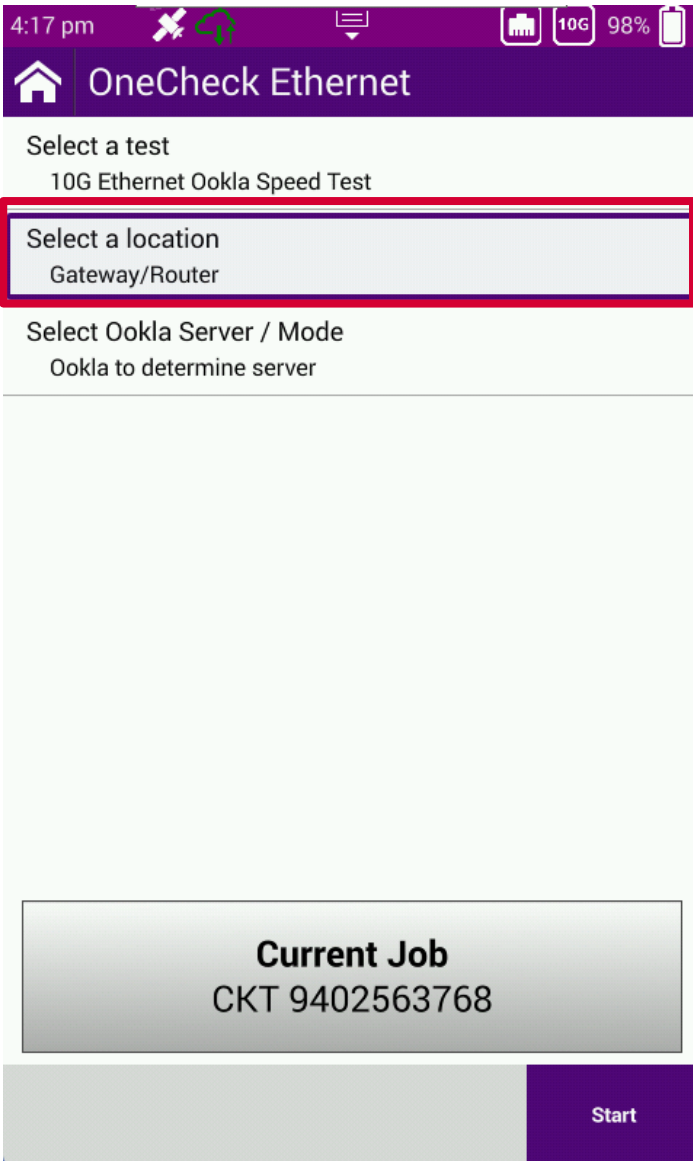 4:17 pm
10G 98%
OneCheck Ethernet
Select a test
10G Ethernet Ookla Speed Test
Select a location
Gateway/Router
Select Ookla Server / Mode
Ookla to determine server
Current Job
CKT 9402563768
Start